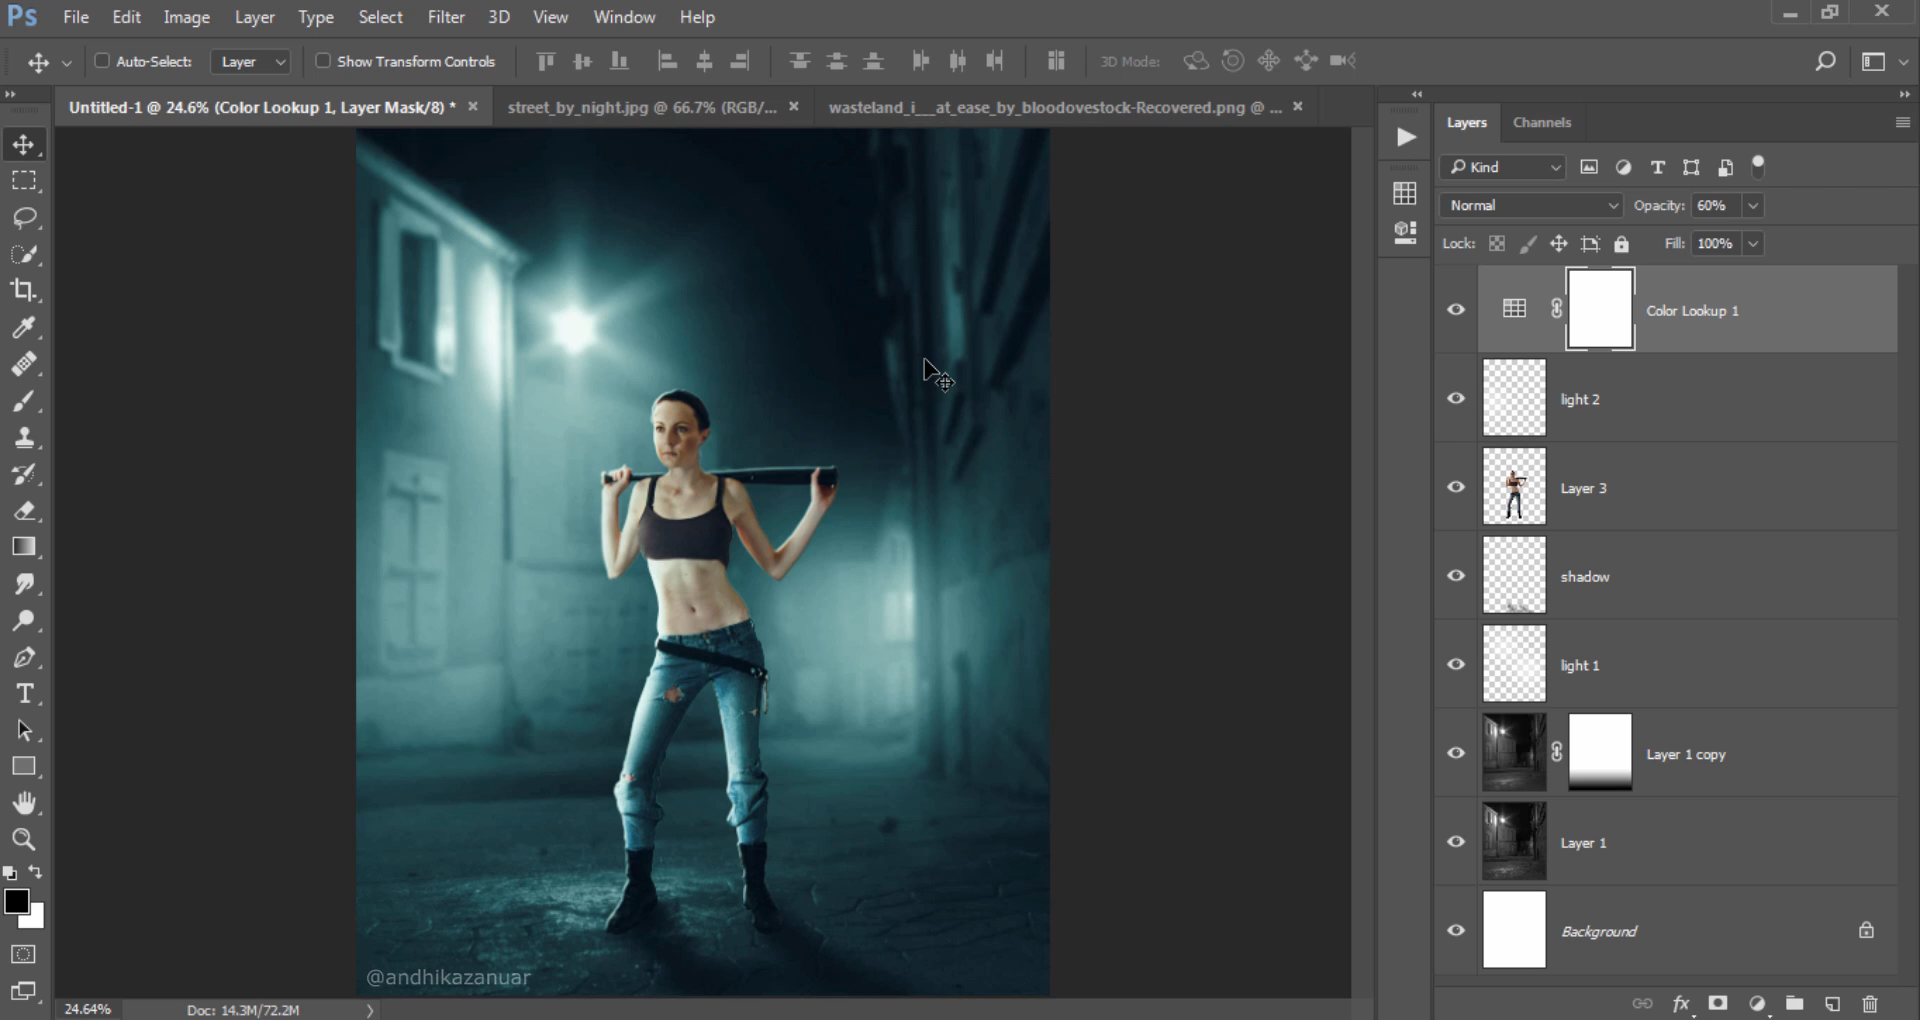 Ps File Edit Image Layer Type Select Filter 3D View Window Help
Auto-Select: Layer Show Transform Controls 3D Mode:
Untitled-1 @ 24.6% (Color Lookup 1, Layer Mask/8) * street_by_night.jpg @ 66.7% (RGB/... wasteland_i__at_ease_by_bloodovestock-Recovered.png @ ...
Layers Channels
Kind
Normal Opacity: 60%
Lock: Fill: 100%
Color Lookup 1
light 2
Layer 3
shadow
light 1
Layer 1 copy
Layer 1
Background
@andhikazanuar
24.64% Doc: 14.3M/72.2M
fx